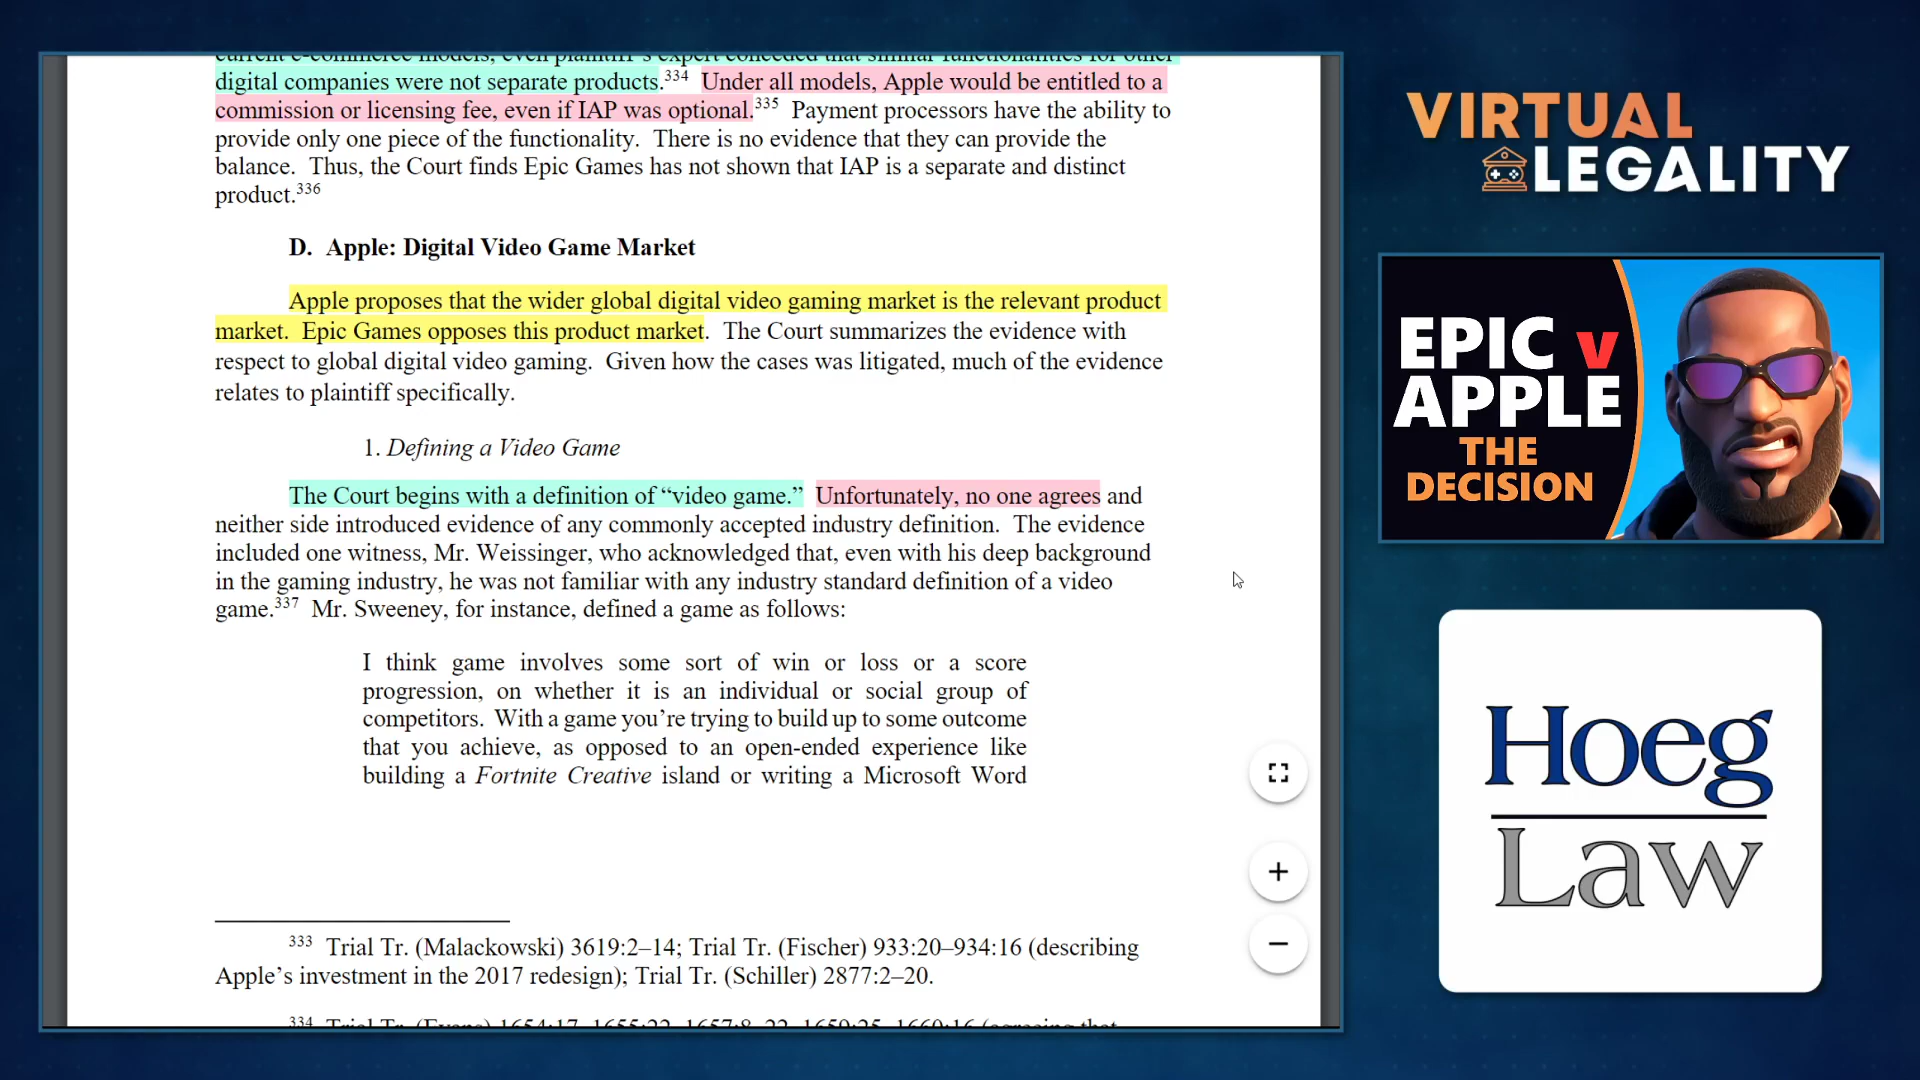 current e-commerce models, even plaintiff's expert conceded that similar functionalities for other
digital companies were not separate products.334 Under all models, Apple would be entitled to a
commission or licensing fee, even if IAP was optional.335 Payment processors have the ability to
provide only one piece of the functionality. There is no evidence that they can provide the
balance. Thus, the Court finds Epic Games has not shown that IAP is a separate and distinct
product.336
D. Apple: Digital Video Game Market
Apple proposes that the wider global digital video gaming market is the relevant product
market. Epic Games opposes this product market. The Court summarizes the evidence with
respect to global digital video gaming. Given how the cases was litigated, much of the evidence
relates to plaintiff specifically.
1. Defining a Video Game
The Court begins with a definition of “video game.” Unfortunately, no one agrees and
neither side introduced evidence of any commonly accepted industry definition. The evidence
included one witness, Mr. Weissinger, who acknowledged that, even with his deep background
in the gaming industry, he was not familiar with any industry standard definition of a video
game.337 Mr. Sweeney, for instance, defined a game as follows:
I think game involves some sort of win or loss or a score
progression, on whether it is an individual or social group of
competitors. With a game you’re trying to build up to some outcome
that you achieve, as opposed to an open-ended experience like
building a Fortnite Creative island or writing a Microsoft Word
333 Trial Tr. (Malackowski) 3619:2–14; Trial Tr. (Fischer) 933:20–934:16 (describing
Apple’s investment in the 2017 redesign); Trial Tr. (Schiller) 2877:2–20.
334 Trial Tr. (Evans) 1654:17–1655:22, 1657:8–22, 1659:25–1660:16 (agreeing that
VIRTUAL
LEGALITY
EPIC v
APPLE
THE
DECISION
Hoeg
Law